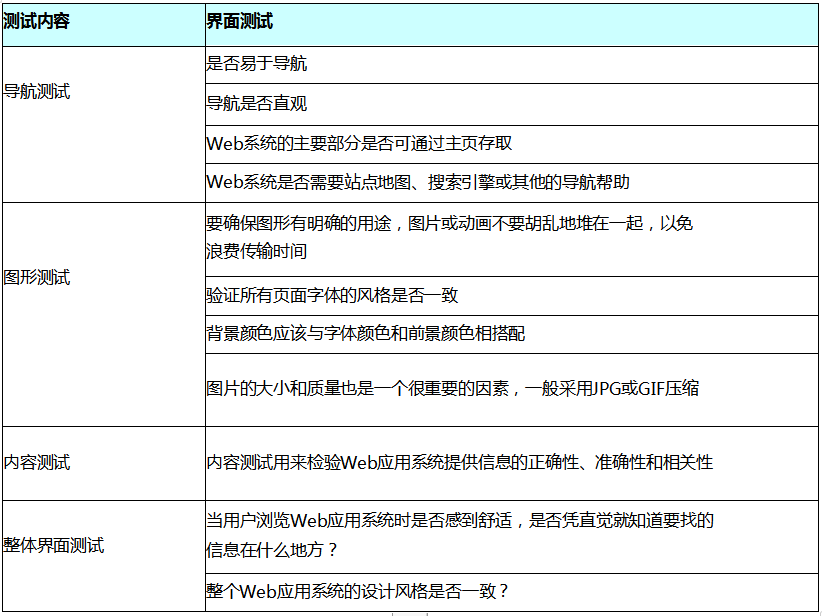 测试内容
界面测试
导航测试
是否易于导航
导航是否直观
Web系统的主要部分是否可通过主页存取
Web系统是否需要站点地图、搜索引擎或其他的导航帮助
图形测试
要确保图形有明确的用途，图片或动画不要胡乱地堆在一起，以免
浪费传输时间
验证所有页面字体的风格是否一致
背景颜色应该与字体颜色和前景颜色相搭配
图片的大小和质量也是一个很重要的因素，一般采用JPG或GIF压缩
内容测试
内容测试用来检验Web应用系统提供信息的正确性、准确性和相关性
整体界面测试
当用户浏览Web应用系统时是否感到舒适，是否凭直觉就知道要找的
信息在什么地方？
整个Web应用系统的设计风格是否一致？